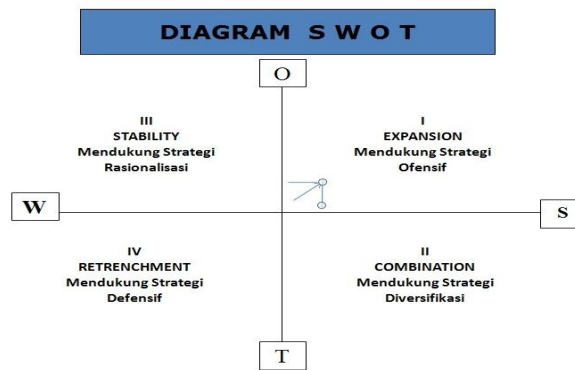 DIAGRAM S W O T
O
III
STABILITY
Mendukung Strategi
Rasionalisasi
I
EXPANSION
Mendukung Strategi
Ofensif
W
S
IV
RETRENCHMENT
Mendukung Strategi
Defensif
II
COMBINATION
Mendukung Strategi
Diversifikasi
T